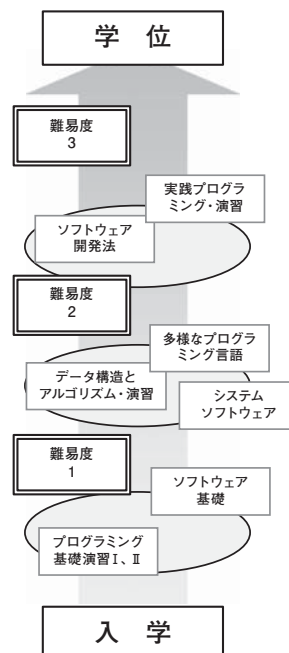 学 位
難易度
3
実践プログラ
ミング・演習
ソフトウェア
開発法
難易度
2
多様なプログラ
ミング言語
データ構造と
アルゴリズム・演習
システム
ソフトウェア
難易度
1
ソフトウェア
基礎
プログラミング
基礎演習Ⅰ、Ⅱ
入 学